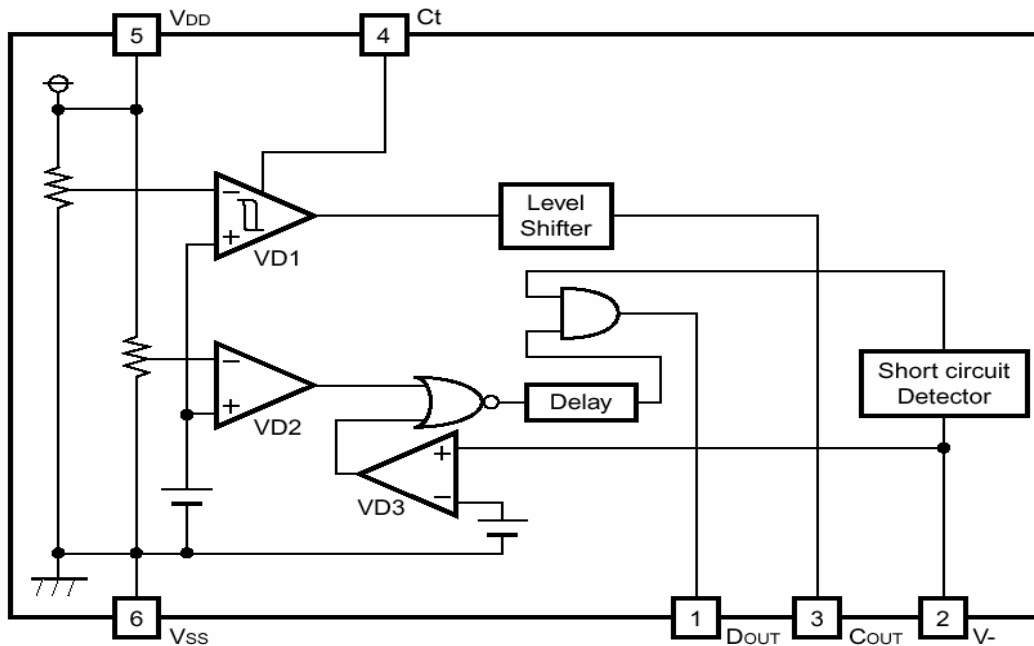 5 VDD
4 Ct
−
+
VD1
Level
Shifter
−
+
VD2
Delay
Short circuit
Detector
+
−
VD3
6 VSS
1 DOUT
3 COUT
2 V-